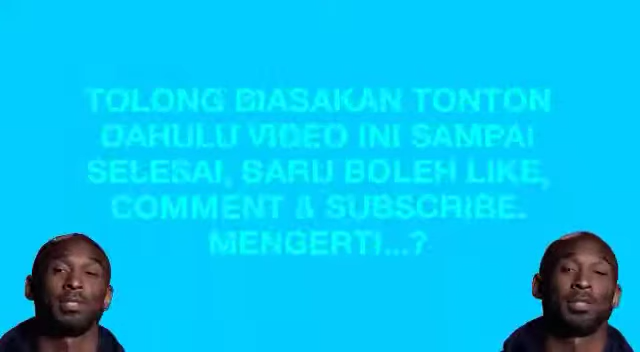 TOLONG BIASAKAN TONTON
DAHULU VIDEO INI SAMPAI
SELESAI, BARU BOLEH LIKE,
COMMENT & SUBSCRIBE.
MENGERTI...?